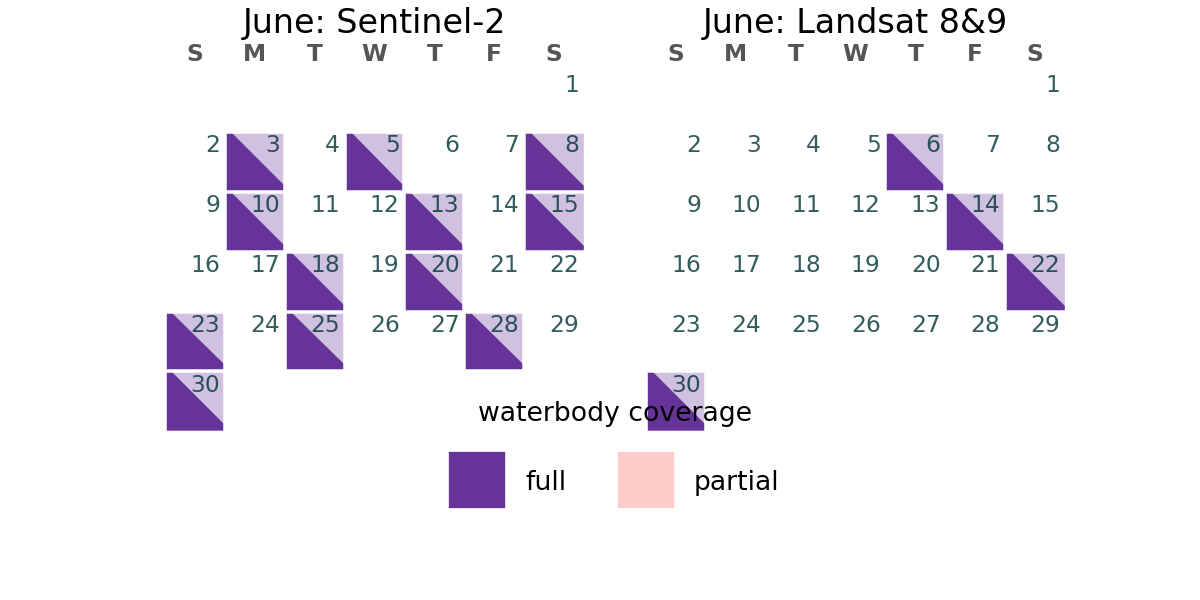 June: Sentinel-2
S M T W T F S
1
2 3 4 5 6 7 8
9 10 11 12 13 14 15
16 17 18 19 20 21 22
23 24 25 26 27 28 29
30
June: Landsat 8&9
S M T W T F S
1
2 3 4 5 6 7 8
9 10 11 12 13 14 15
16 17 18 19 20 21 22
23 24 25 26 27 28 29
30
waterbody coverage
full partial